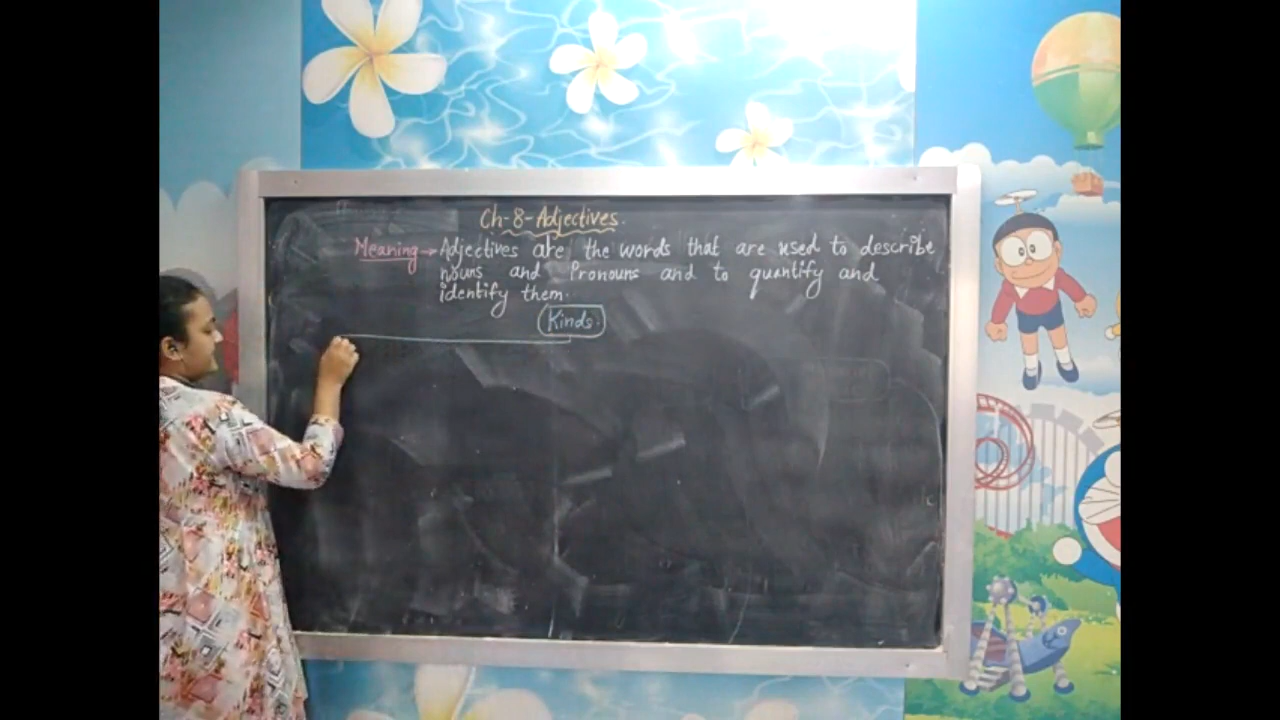 Ch-8-Adjectives.
Meaning → Adjectives are the words that are used to describe
nouns and Pronouns and to quantify and
identify them.
Kinds.